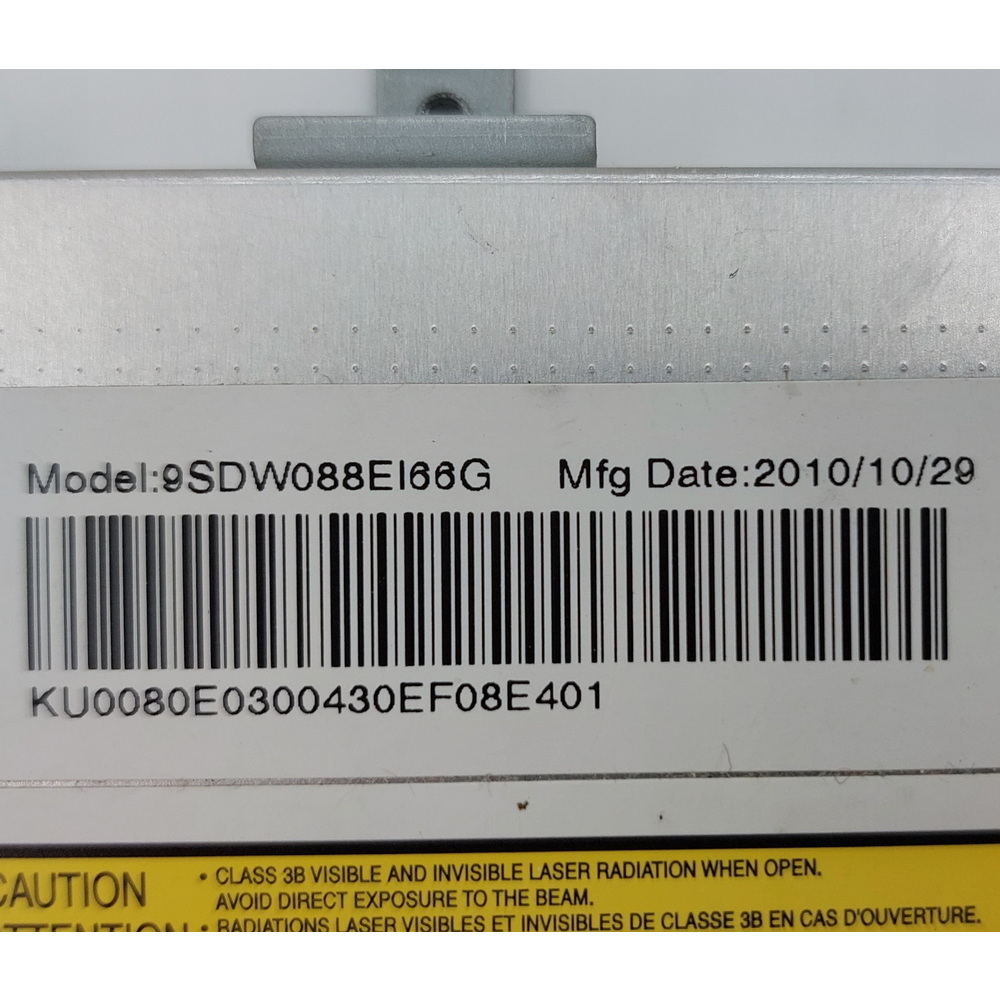 Model:9SDW088EI66G Mfg Date:2010/10/29
KU0080E0300430EF08E401
CAUTION • CLASS 3B VISIBLE AND INVISIBLE LASER RADIATION WHEN OPEN.
AVOID DIRECT EXPOSURE TO THE BEAM.
ATTENTION • RADIATIONS LASER VISIBLES ET INVISIBLES DE CLASSE 3B EN CAS D'OUVERTURE.